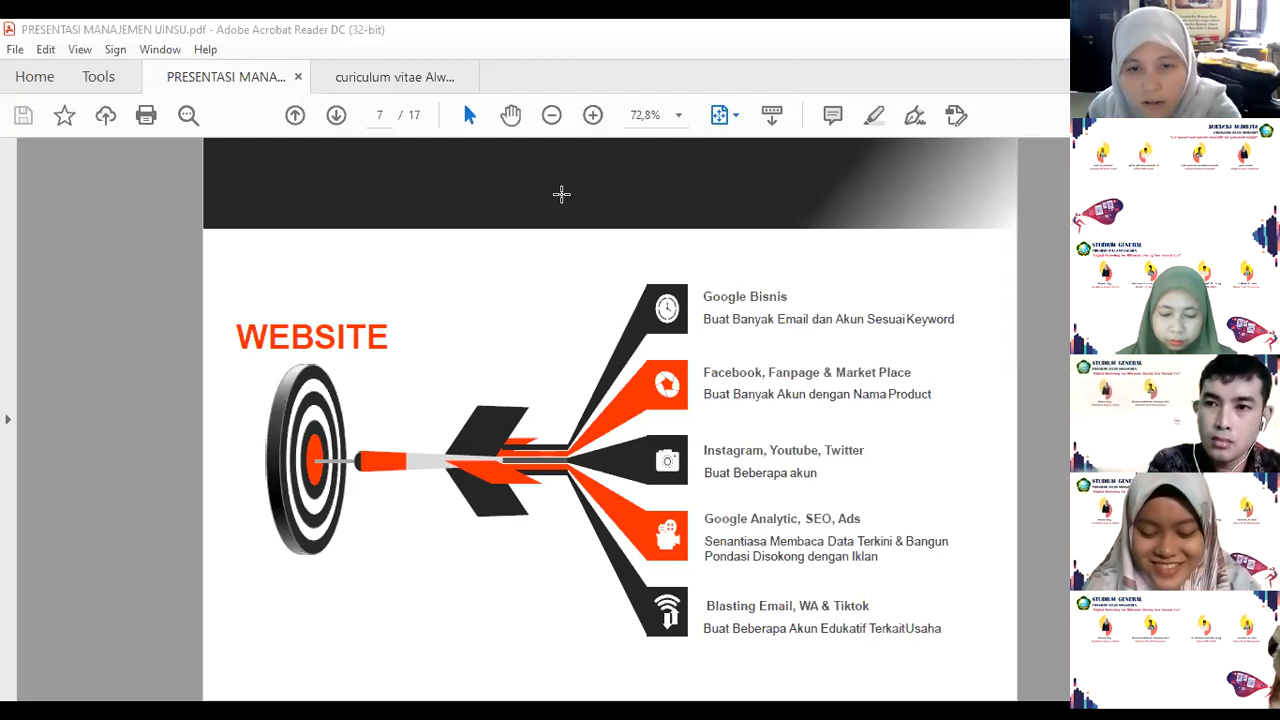 PRESENTASI MANAJEMEN UINSU.pdf - Adobe Acrobat Reader DC (32-bit)
File Edit View Sign Window Help
Home Tools PRESENTASI MANA... × curiculum vitae Alv...
7 / 17 72,8%
WEBSITE
Google Bisnis
Buat Banyak Email dan Akun Sesuai Keyword
Facebook, Fanpage & Market Place
Buat Banyak Akun dengan Nama Product
Instagram, Youtube, Twitter
Buat Beberapa akun
Google Analytic, SEO, Ads
Senantiasa Membaca Data Terkini & Bangun
Pondasi Disokong dengan Iklan
Blasting Email, WA & Tiktok
Buat Beberapa Akun Edukatif Terkait Usaha
STUDIUM GENERAL
STUDIUM GENERAL
STUDIUM GENERAL
STUDIUM GENERAL
STUDIUM GENERAL